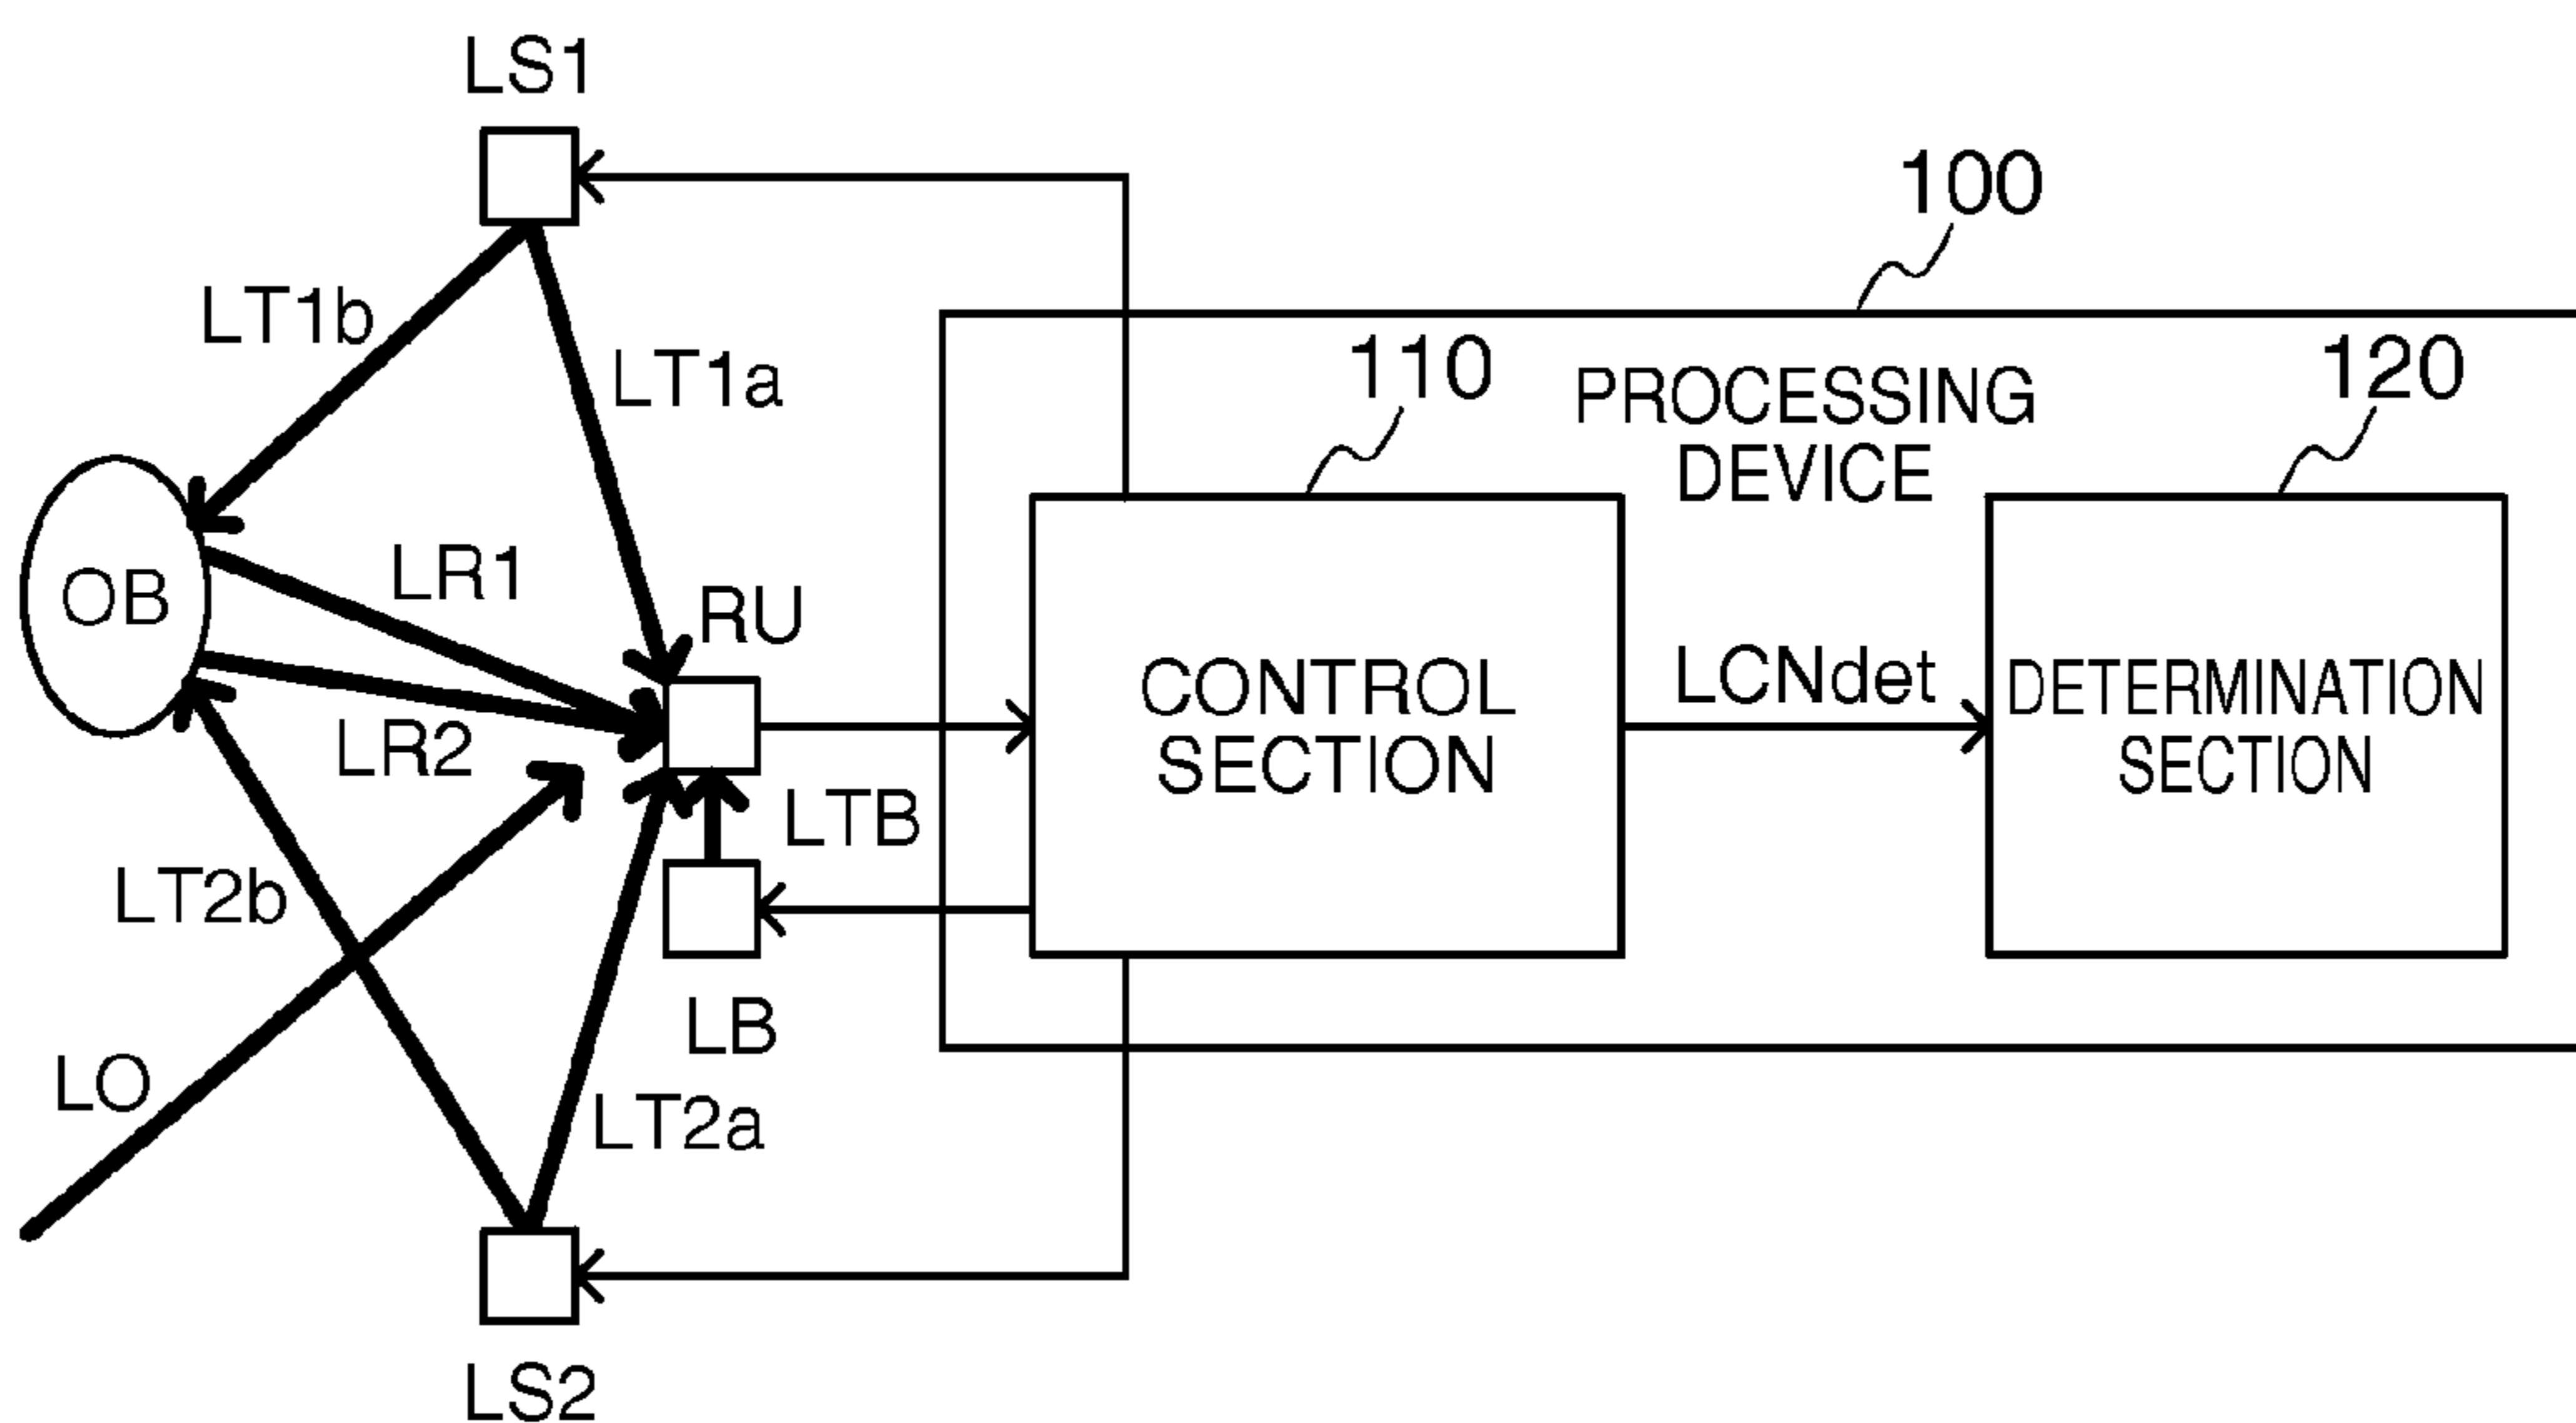 LS1
100
LT1b
110
PROCESSING
120
LT1a
DEVICE
LR1
OB
RU
CONTROL
SECTION
LCNdet
DETERMINATION
SECTION
LR2
LTB
LT2b
LB
LO
LT2a
LS2